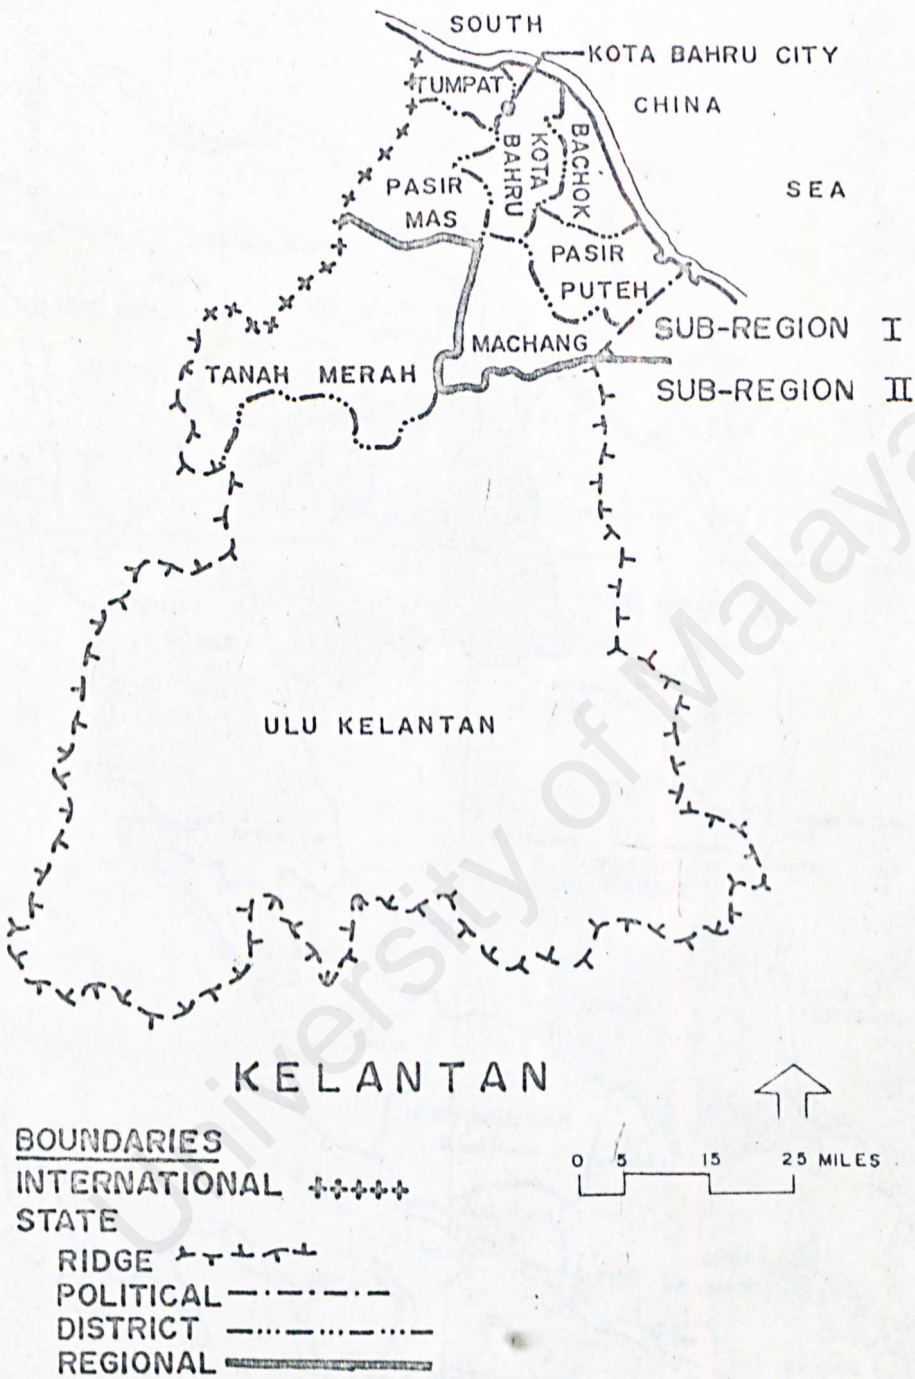 SOUTH
KOTA BAHRU CITY
TUMPAT
CHINA
BACHOK
KOTA
BAHRU
SEA
PASIR
MAS
PASIR
PUTEH
SUB-REGION I
MACHANG
TANAH MERAH
SUB-REGION II
ULU KELANTAN
University of Malaya
KELANTAN
BOUNDARIES
0 5 15 25 MILES
INTERNATIONAL
STATE
RIDGE
POLITICAL
DISTRICT
REGIONAL